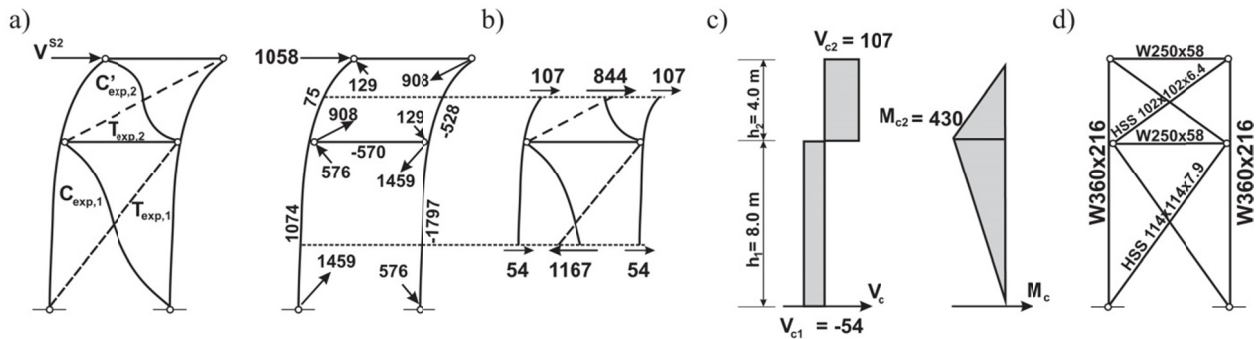 a)
V^S2
C'exp,2
Texp,2
Cexp,1
Texp,1
1058
129
908
75
908
129
-528
-570
576
1459
1074
-1797
1459
576
b)
107
844
107
54
1167
54
c)
Vc2 = 107
h2= 4.0 m
h1= 8.0 m
Vc
Vc1 = -54
Mc2 = 430
Mc
d)
W250x58
HSS 102x102x6.4
W250x58
W360x216
HSS 114x114x7.9
W360x216